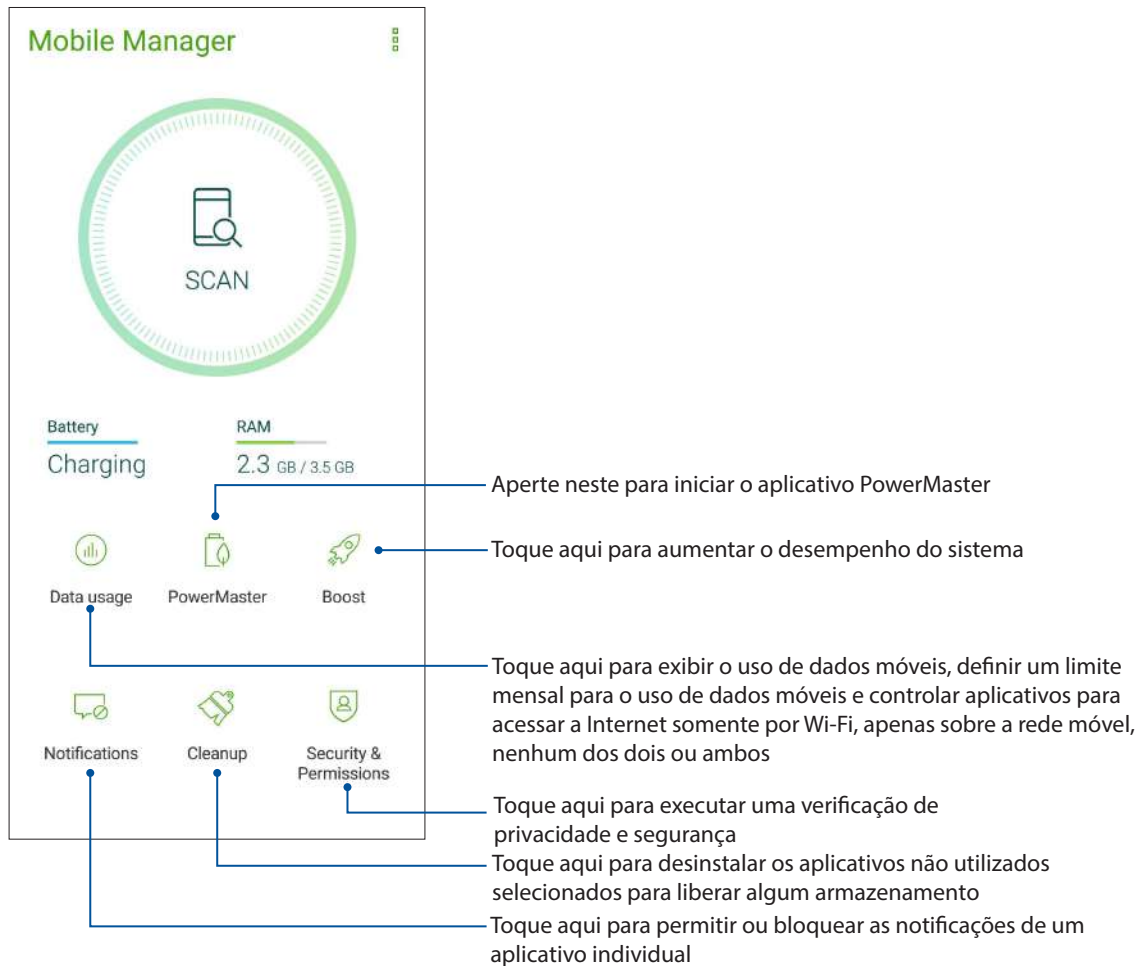 Mobile Manager
SCAN
Battery
Charging
RAM
2.3 GB / 3.5 GB
Data usage
PowerMaster
Boost
Notifications
Cleanup
Security &
Permissions
Aperte neste para iniciar o aplicativo PowerMaster
Toque aqui para aumentar o desempenho do sistema
Toque aqui para exibir o uso de dados móveis, definir um limite
mensal para o uso de dados móveis e controlar aplicativos para
acessar a Internet somente por Wi-Fi, apenas sobre a rede móvel,
nenhum dos dois ou ambos
Toque aqui para executar uma verificação de
privacidade e segurança
Toque aqui para desinstalar os aplicativos não utilizados
selecionados para liberar algum armazenamento
Toque aqui para permitir ou bloquear as notificações de um
aplicativo individual